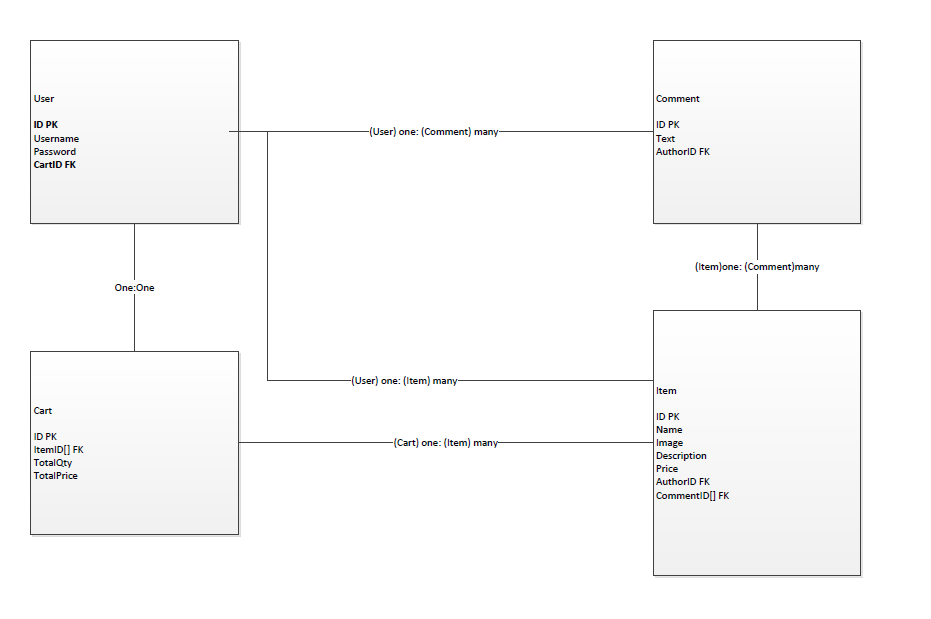 User
ID PK
Username
Password
CartID FK
(User) one: (Comment) many
Comment
ID PK
Text
AuthorID FK
One:One
(Item)one: (Comment)many
(User) one: (Item) many
Cart
ID PK
ItemID[] FK
TotalQty
TotalPrice
(Cart) one: (Item) many
Item
ID PK
Name
Image
Description
Price
AuthorID FK
CommentID[] FK